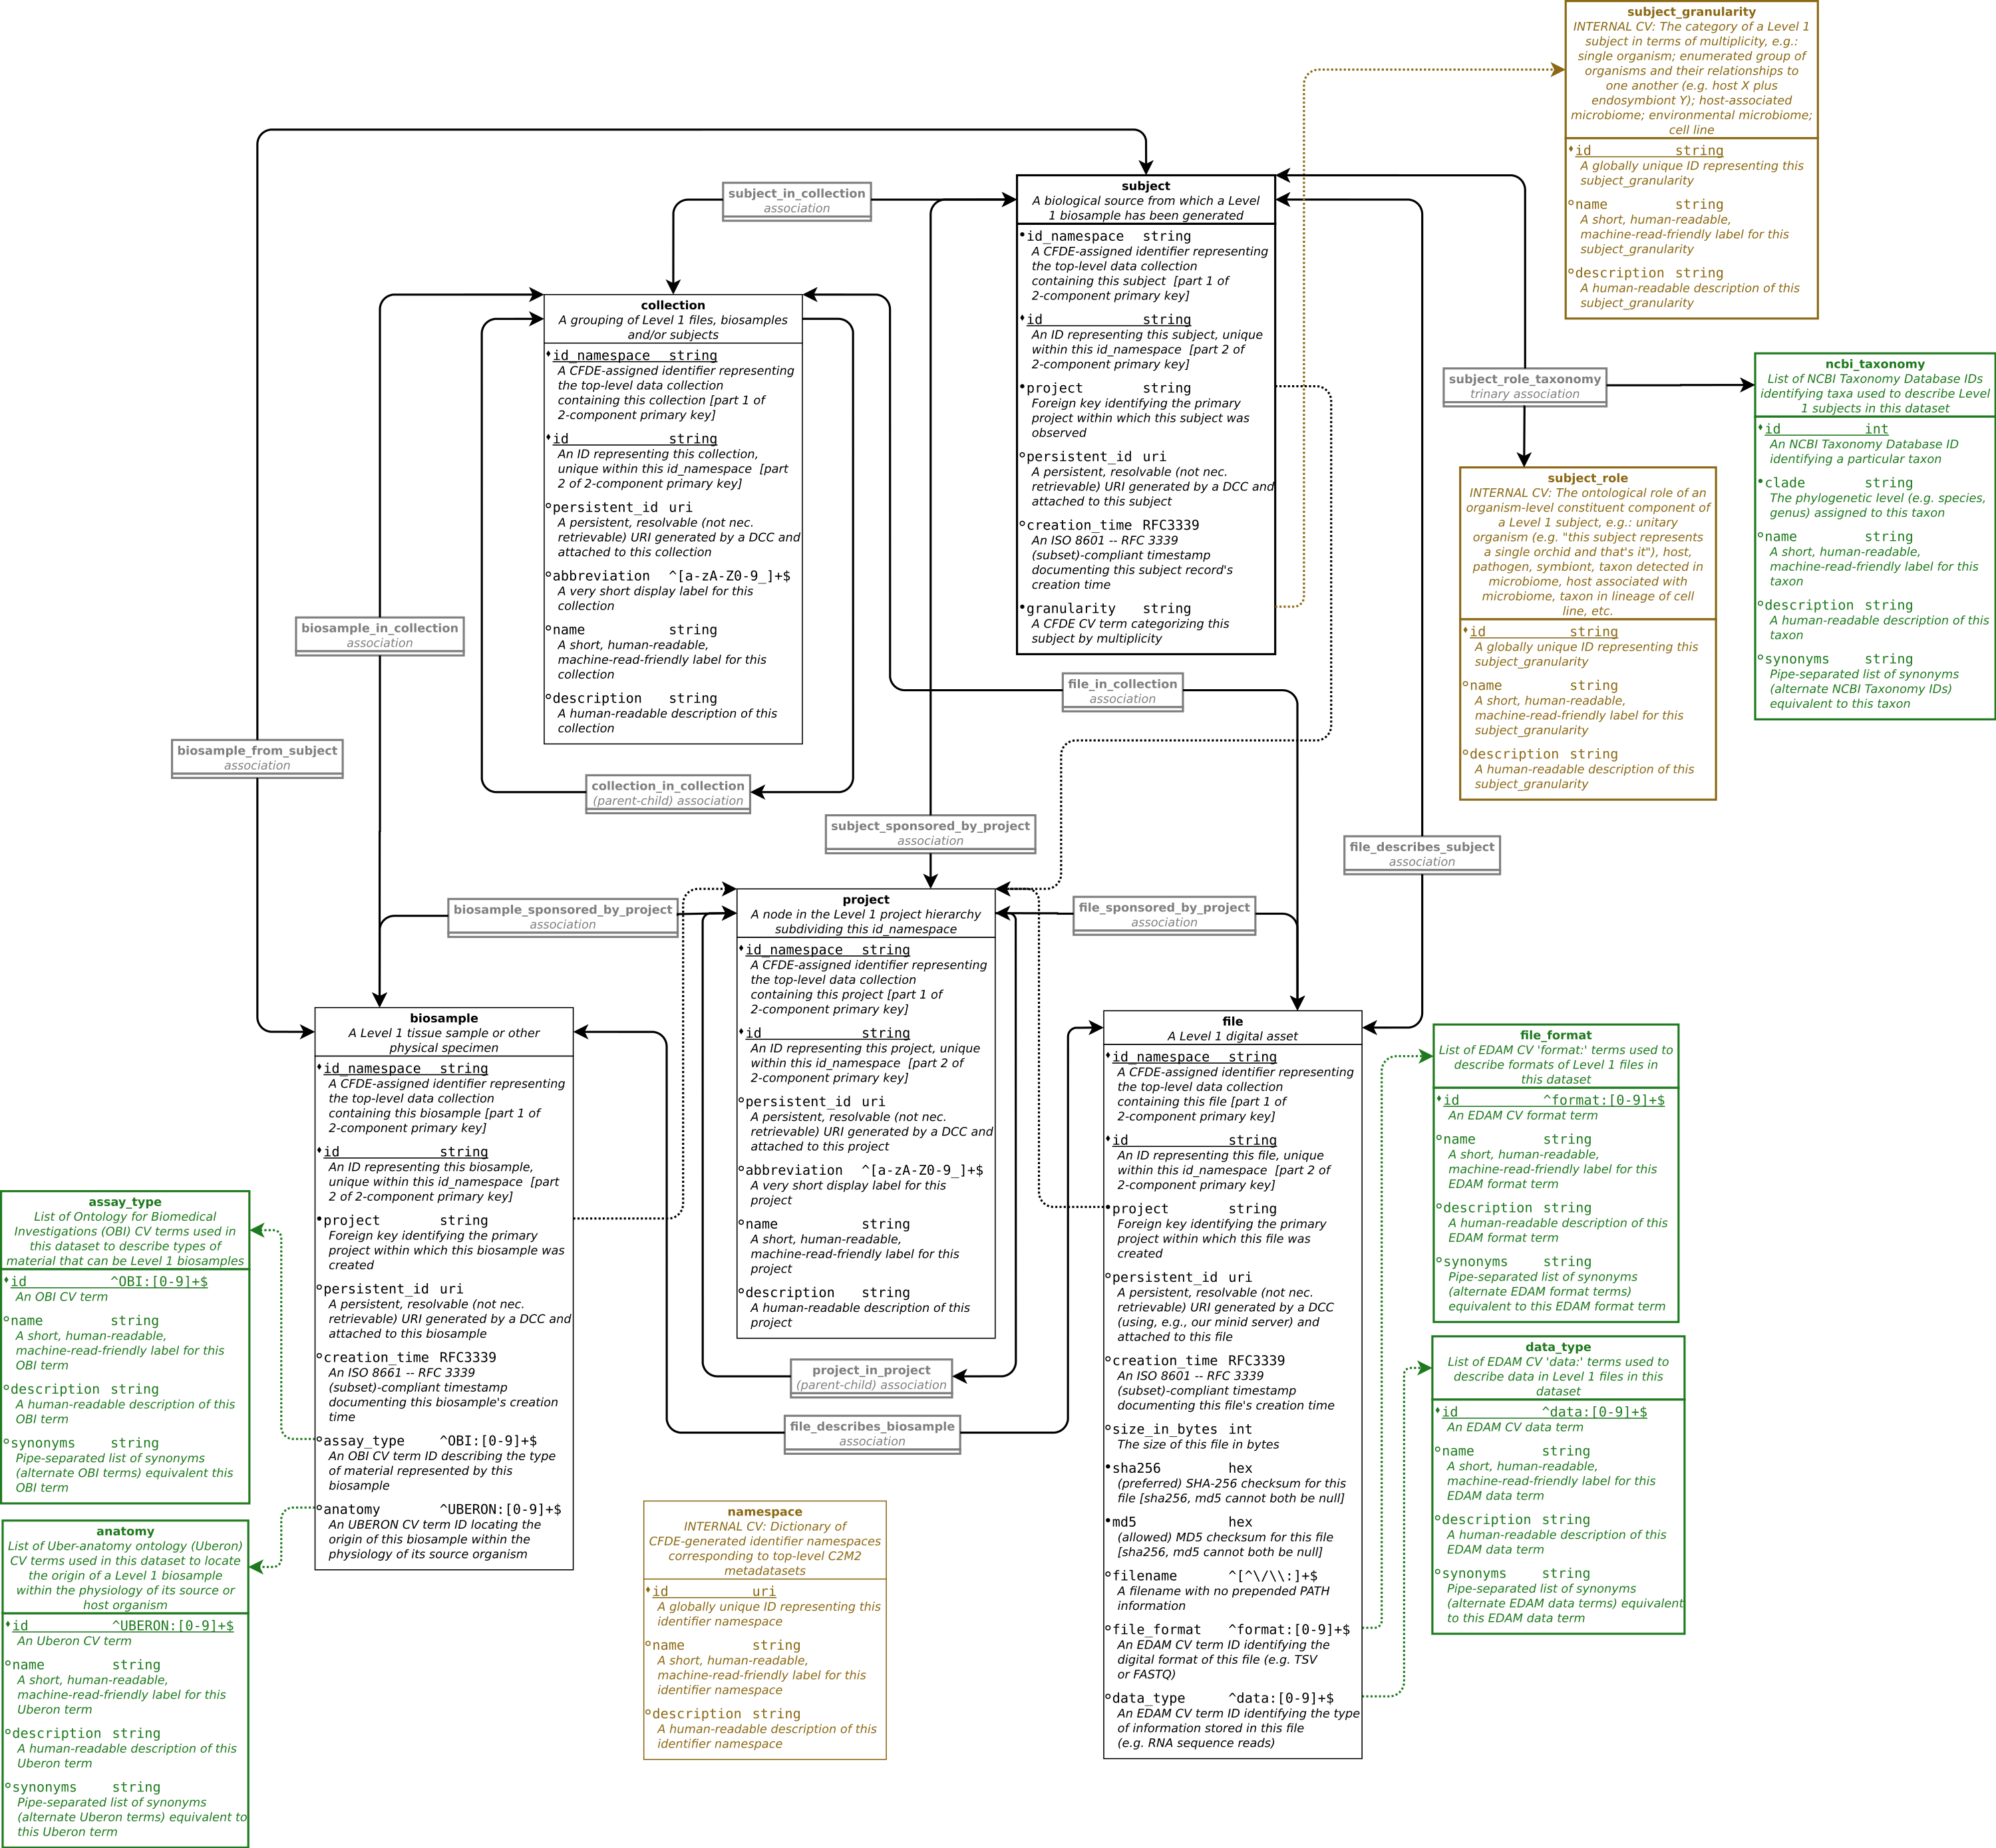 subject_granularity
INTERNAL CV: The category of a Level 1
subject in terms of multiplicity, e.g.:
single organism; enumerated group of
organisms and their relationships to
one another (e.g. host X plus
endosymbiont Y); host-associated
microbiome; environmental microbiome;
cell line
id string
A globally unique ID representing this
subject_granularity
name string
A short, human-readable,
machine-read-friendly label for this
subject_granularity
description string
A human-readable description of this
subject_granularity
subject_in_collection
association
subject
A biological source from which a Level
1 biosample has been generated
id_namespace string
A CFDE-assigned identifier representing
the top-level data collection
containing this subject [part 1 of
2-component primary key]
id string
An ID representing this subject, unique
within this id_namespace [part 2 of
2-component primary key]
project string
Foreign key identifying the primary
project within which this subject was
observed
persistent_id uri
A persistent, resolvable (not nec.
retrievable) URI generated by a DCC and
attached to this subject
creation_time RFC3339
An ISO 8601 -- RFC 3339
(subset)-compliant timestamp
documenting this subject record's
creation time
granularity string
A CFDE CV term categorizing this
subject by multiplicity
collection
A grouping of Level 1 files, biosamples
and/or subjects
id_namespace string
A CFDE-assigned identifier representing
the top-level data collection
containing this collection [part 1 of
2-component primary key]
id string
An ID representing this collection,
unique within this id_namespace [part
2 of 2-component primary key]
persistent_id uri
A persistent, resolvable (not nec.
retrievable) URI generated by a DCC and
attached to this collection
abbreviation ^[a-zA-Z0-9_]+$
A very short display label for this
collection
name string
A short, human-readable,
machine-read-friendly label for this
collection
description string
A human-readable description of this
collection
subject_role_taxonomy
trinary association
ncbi_taxonomy
List of NCBI Taxonomy Database IDs
identifying taxa used to describe Level
1 subjects in this dataset
id int
An NCBI Taxonomy Database ID
identifying a particular taxon
clade string
The phylogenetic level (e.g. species,
genus) assigned to this taxon
name string
A short, human-readable,
machine-read-friendly label for this
taxon
description string
A human-readable description of this
taxon
synonyms string
Pipe-separated list of synonyms
(alternate NCBI Taxonomy IDs)
equivalent to this taxon
subject_role
INTERNAL CV: The ontological role of an
organism-level constituent component of
a Level 1 subject, e.g.: unitary
organism (e.g. "this subject represents
a single orchid and that's it"), host,
pathogen, symbiont, taxon detected in
microbiome, host associated with
microbiome, taxon in lineage of cell
line, etc.
id string
A globally unique ID representing this
subject_granularity
name string
A short, human-readable,
machine-read-friendly label for this
subject_granularity
description string
A human-readable description of this
subject_granularity
biosample_in_collection
association
file_in_collection
association
biosample_from_subject
association
collection_in_collection
(parent-child) association
subject_sponsored_by_project
association
file_describes_subject
association
biosample_sponsored_by_project
association
file_sponsored_by_project
association
project
A node in the Level 1 project hierarchy
subdividing this id_namespace
id_namespace string
A CFDE-assigned identifier representing
the top-level data collection
containing this project [part 1 of
2-component primary key]
id string
An ID representing this project, unique
within this id_namespace [part 2 of
2-component primary key]
persistent_id uri
A persistent, resolvable (not nec.
retrievable) URI generated by a DCC and
attached to this project
abbreviation ^[a-zA-Z0-9_]+$
A very short display label for this
project
name string
A short, human-readable,
machine-read-friendly label for this
project
description string
A human-readable description of this
project
project_in_project
(parent-child) association
file_describes_biosample
association
biosample
A Level 1 tissue sample or other
physical specimen
id_namespace string
A CFDE-assigned identifier representing
the top-level data collection
containing this biosample [part 1 of
2-component primary key]
id string
An ID representing this biosample,
unique within this id_namespace [part
2 of 2-component primary key]
project string
Foreign key identifying the primary
project within which this biosample was
created
persistent_id uri
A persistent, resolvable (not nec.
retrievable) URI generated by a DCC and
attached to this biosample
creation_time RFC3339
An ISO 8661 -- RFC 3339
(subset)-compliant timestamp
documenting this biosample's creation
time
assay_type ^OBI:[0-9]+$
An OBI CV term ID describing the type
of material represented by this
biosample
anatomy ^UBERON:[0-9]+$
An UBERON CV term ID locating the
origin of this biosample within the
physiology of its source organism
file
A Level 1 digital asset
id_namespace string
A CFDE-assigned identifier representing
the top-level data collection
containing this file [part 1 of
2-component primary key]
id string
An ID representing this file, unique
within this id_namespace [part 2 of
2-component primary key]
project string
Foreign key identifying the primary
project within which this file was
created
persistent_id uri
A persistent, resolvable (not nec.
retrievable) URI generated by a DCC
(using, e.g., our minid server) and
attached to this file
creation_time RFC3339
An ISO 8601 -- RFC 3339
(subset)-compliant timestamp
documenting this file's creation time
size_in_bytes int
The size of this file in bytes
sha256 hex
(preferred) SHA-256 checksum for this
file [sha256, md5 cannot both be null]
md5 hex
(allowed) MD5 checksum for this file
[sha256, md5 cannot both be null]
filename ^[^\/\\:]+$
A filename with no prepended PATH
information
file_format ^format:[0-9]+$
An EDAM CV term ID identifying the
digital format of this file (e.g. TSV
or FASTQ)
data_type ^data:[0-9]+$
An EDAM CV term ID identifying the type
of information stored in this file
(e.g. RNA sequence reads)
file_format
List of EDAM CV 'format:' terms used to
describe formats of Level 1 files in
this dataset
id ^format:[0-9]+$
An EDAM CV format term
name string
A short, human-readable,
machine-read-friendly label for this
EDAM format term
description string
A human-readable description of this
EDAM format term
synonyms string
Pipe-separated list of synonyms
(alternate EDAM format terms)
equivalent to this EDAM format term
data_type
List of EDAM CV 'data:' terms used to
describe data in Level 1 files in this
dataset
id ^data:[0-9]+$
An EDAM CV data term
name string
A short, human-readable,
machine-read-friendly label for this
EDAM data term
description string
A human-readable description of this
EDAM data term
synonyms string
Pipe-separated list of synonyms
(alternate EDAM data terms) equivalent
to this EDAM data term
assay_type
List of Ontology for Biomedical
Investigations (OBI) CV terms used in
this dataset to describe types of
material that can be Level 1 biosamples
id ^OBI:[0-9]+$
An OBI CV term
name string
A short, human-readable,
machine-read-friendly label for this
OBI term
description string
A human-readable description of this
OBI term
synonyms string
Pipe-separated list of synonyms
(alternate OBI terms) equivalent this
OBI term
anatomy
List of Uber-anatomy ontology (Uberon)
CV terms used in this dataset to locate
the origin of a Level 1 biosample
within the physiology of its source or
host organism
id ^UBERON:[0-9]+$
An Uberon CV term
name string
A short, human-readable,
machine-read-friendly label for this
Uberon term
description string
A human-readable description of this
Uberon term
synonyms string
Pipe-separated list of synonyms
(alternate Uberon terms) equivalent to
this Uberon term
namespace
INTERNAL CV: Dictionary of
CFDE-generated identifier namespaces
corresponding to top-level C2M2
metadatasets
id uri
A globally unique ID representing this
identifier namespace
name string
A short, human-readable,
machine-read-friendly label for this
identifier namespace
description string
A human-readable description of this
identifier namespace